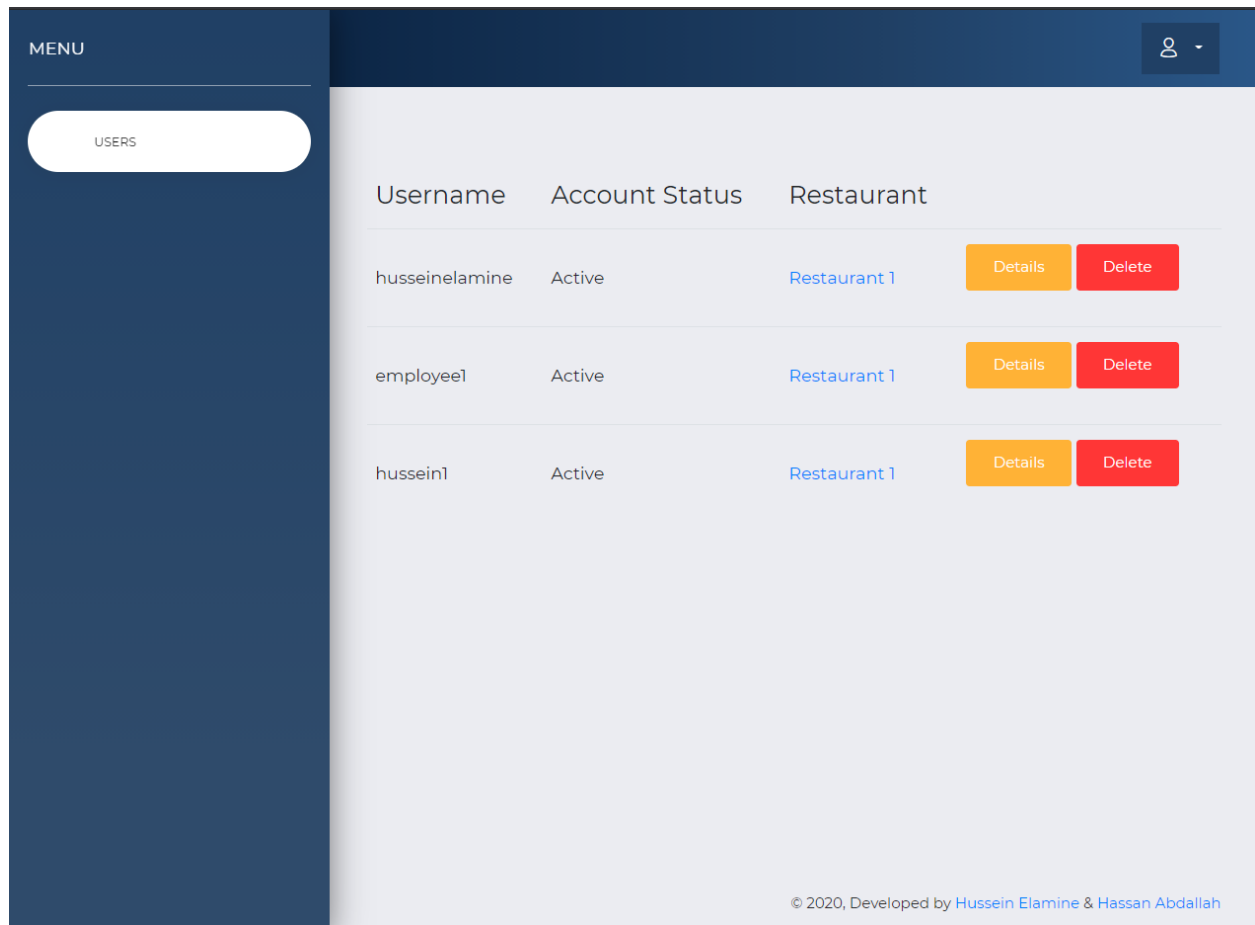 MENU
USERS
Username Account Status Restaurant
husseinelamine Active Restaurant 1 Details Delete
employee1 Active Restaurant 1 Details Delete
hussein1 Active Restaurant 1 Details Delete
© 2020, Developed by Hussein Elamine & Hassan Abdallah